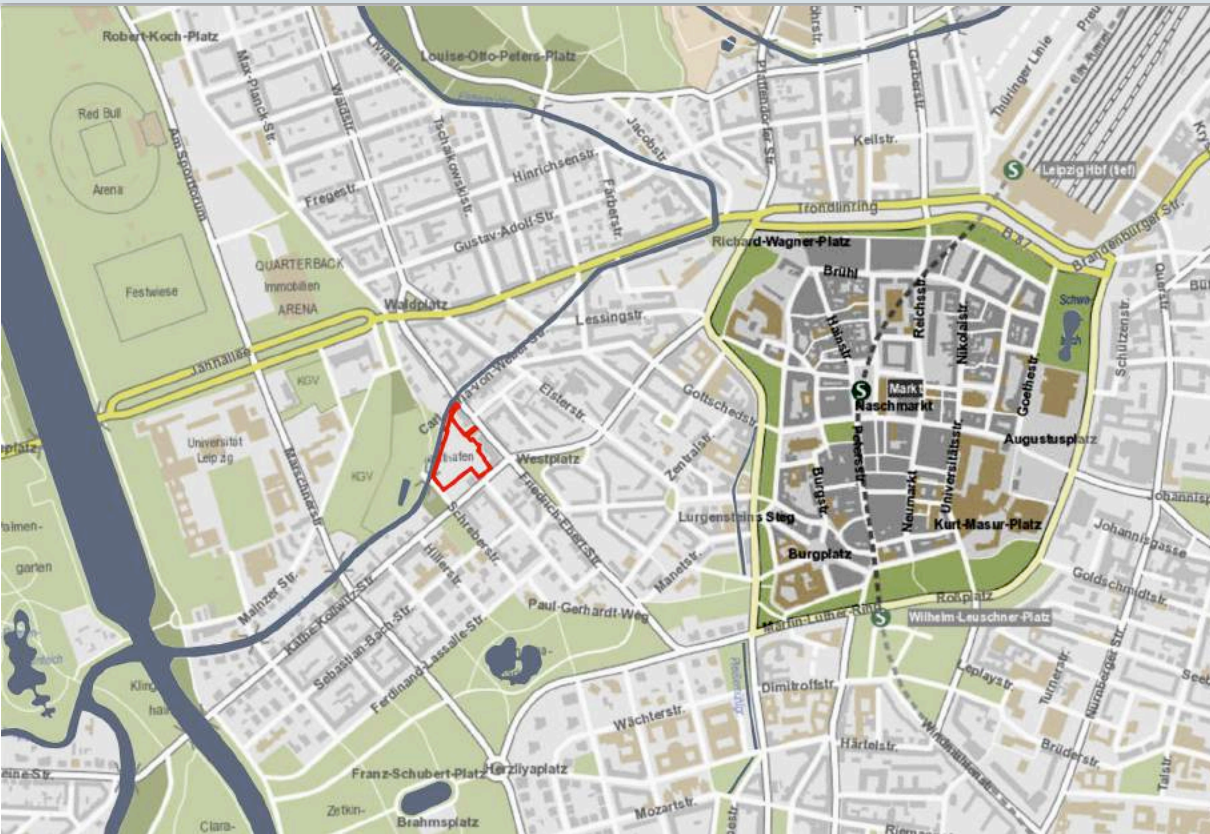 Robert-Koch-Platz
Max-Planck-Str.
Waldstr.
Liviastr.
Louise-Otto-Peters-Platz
Pfaffendorfer Str.
Gerberstr.
Thüringer Linie
Red Bull
Arena
Am Sportforum
Tschaikowskistr.
Jacobstr.
Keilstr.
Leipzig Hbf (tief)
Hinrichsenstr.
Fregestr.
Färberstr.
Gustav-Adolf-Str.
Tröndlinring
Richard-Wagner-Platz
B 87
Brandenburger Str.
QUARTERBACK
Immobilien
ARENA
Festwiese
Waldplatz
Brühl
Reichsstr.
Nikolaistr.
Querstr.
Lessingstr.
Hainstr.
Schützenstr.
Jahnallee
KGV
Elsterstr.
Gottschedstr.
Markt
Naschmarkt
Goethestr.
Universität
Leipzig
KGV
Westplatz
Zentralstr.
Petersstr.
Universitätsstr.
Augustusplatz
Marschnerstr.
Burgstr.
Neumarkt
Friedrich-Ebert-Str.
Lurgensteins Steg
Kurt-Masur-Platz
Johannisgasse
garten
Schreberstr.
Hillerstr.
Manetstr.
Burgplatz
Goldschmidtstr.
Mainzer Str.
Paul-Gerhardt-Weg
Roßplatz
Käthe-Kollwitz-Str.
Martin-Luther-Ring
Wilhelm-Leuschner-Platz
Sebastian-Bach-Str.
Ferdinand-Lassalle-Str.
Leplaystr.
Turnerstr.
Nürnberger Str.
Dimitroffstr.
Wächterstr.
Windmühlenstr.
Härtelstr.
Brüderstr.
Talstr.
Franz-Schubert-Platz
Herzliyaplatz
Zetkin-
Mozartstr.
Clara-
Brahmsplatz